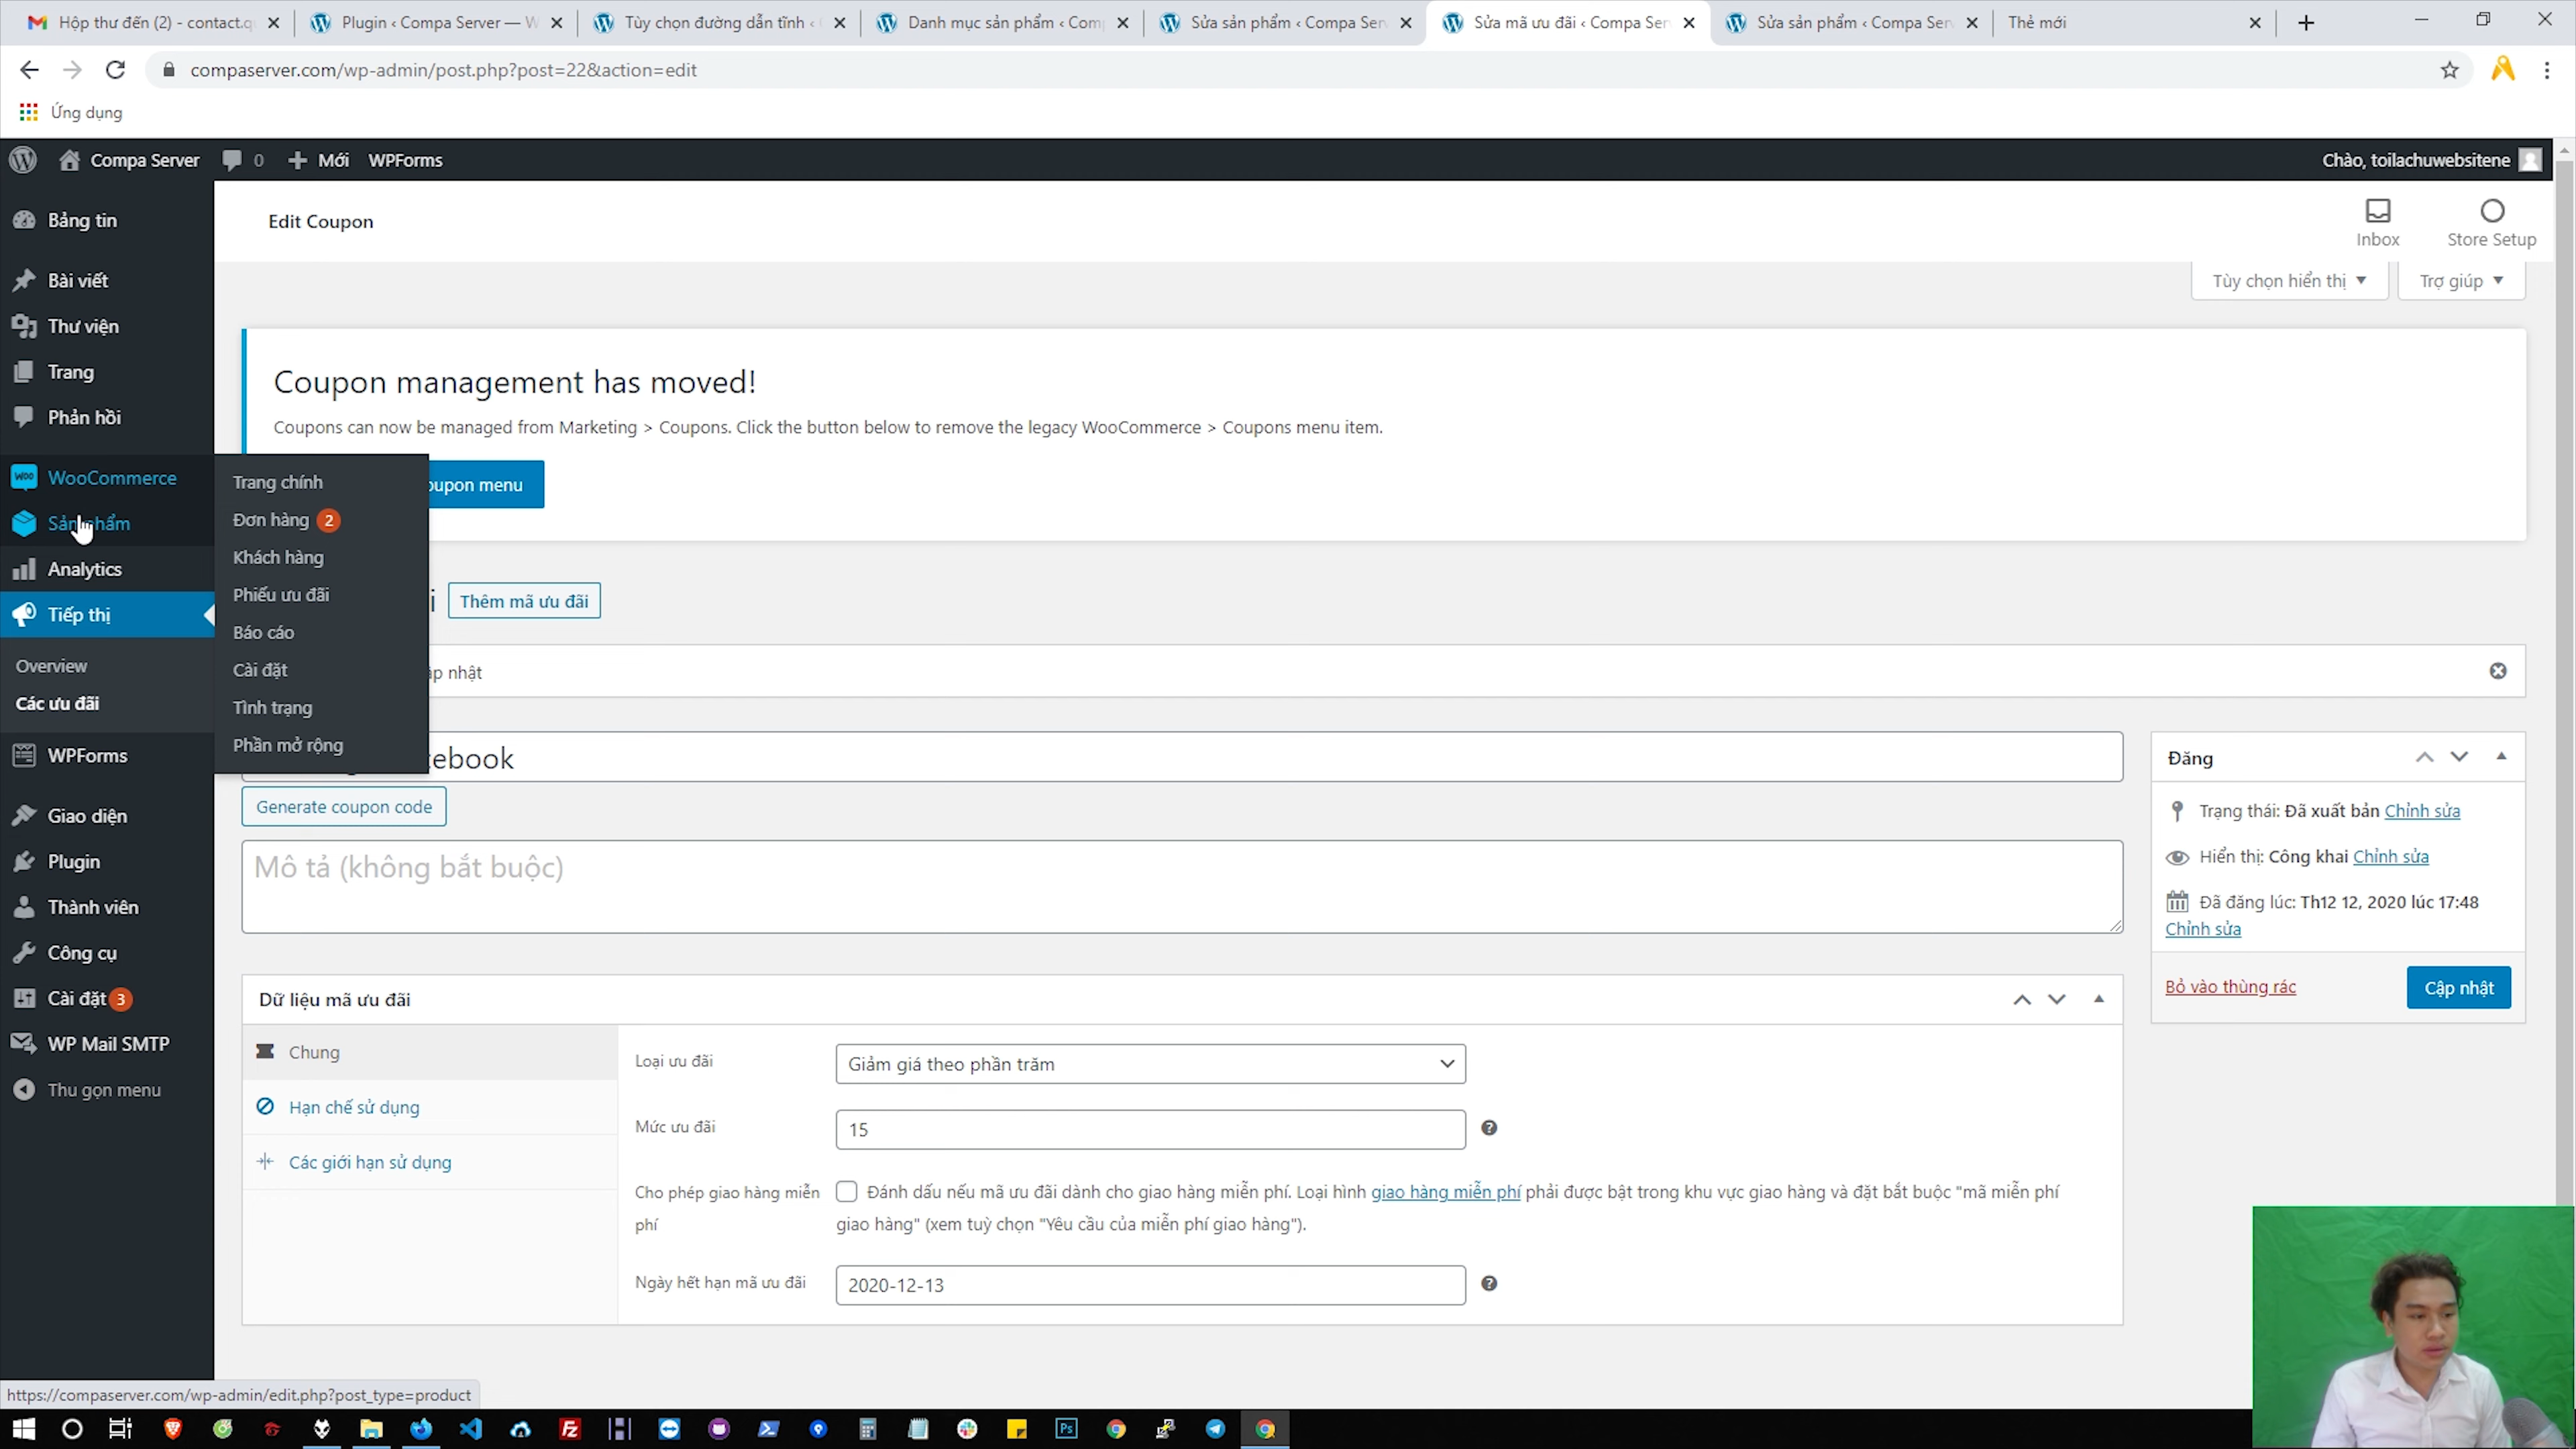 Hộp thư đến (2) - contact.q
Plugin ‹ Compa Server — W
Tùy chọn đường dẫn tĩnh ‹
Danh mục sản phẩm ‹ Comp
Sửa sản phẩm ‹ Compa Ser
Sửa mã ưu đãi ‹ Compa Ser
Sửa sản phẩm ‹ Compa Serv
Thẻ mới
compaserver.com/wp-admin/post.php?post=22&action=edit
Ứng dụng
Compa Server
0
Mới
WPForms
Chào, toilachuwebsitene
Bảng tin
Bài viết
Thư viện
Trang
Phản hồi
WooCommerce
Sản phẩm
Analytics
Tiếp thị
Overview
Các ưu đãi
WPForms
Giao diện
Plugin
Thành viên
Công cụ
Cài đặt 3
WP Mail SMTP
Thu gọn menu
Trang chính
Đơn hàng 2
Khách hàng
Phiếu ưu đãi
Báo cáo
Cài đặt
Tình trạng
Phần mở rộng
Edit Coupon
Inbox
Store Setup
Tùy chọn hiển thị
Trợ giúp
Coupon management has moved!
Coupons can now be managed from Marketing > Coupons. Click the button below to remove the legacy WooCommerce > Coupons menu item.
oupon menu
i
Thêm mã ưu đãi
ập nhật
cebook
Generate coupon code
Mô tả (không bắt buộc)
Đăng
Trạng thái: Đã xuất bản Chỉnh sửa
Hiển thị: Công khai Chỉnh sửa
Đã đăng lúc: Th12 12, 2020 lúc 17:48
Chỉnh sửa
Bỏ vào thùng rác
Cập nhật
Dữ liệu mã ưu đãi
Chung
Hạn chế sử dụng
Các giới hạn sử dụng
Loại ưu đãi
Giảm giá theo phần trăm
Mức ưu đãi
15
Cho phép giao hàng miễn phí
Đánh dấu nếu mã ưu đãi dành cho giao hàng miễn phí. Loại hình giao hàng miễn phí phải được bật trong khu vực giao hàng và đặt bắt buộc "mã miễn phí
giao hàng" (xem tuỳ chọn "Yêu cầu của miễn phí giao hàng").
Ngày hết hạn mã ưu đãi
2020-12-13
https://compaserver.com/wp-admin/edit.php?post_type=product